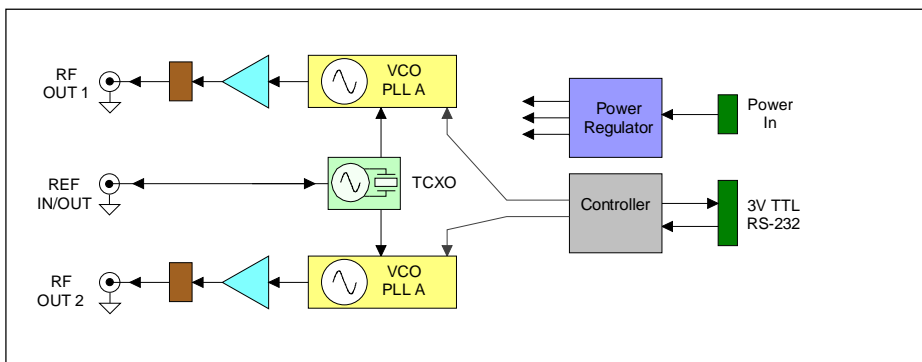 RF
OUT 1
VCO
PLL A
Power
Regulator
Power
In
REF
IN/OUT
TCXO
Controller
3V TTL
RS-232
RF
OUT 2
VCO
PLL A